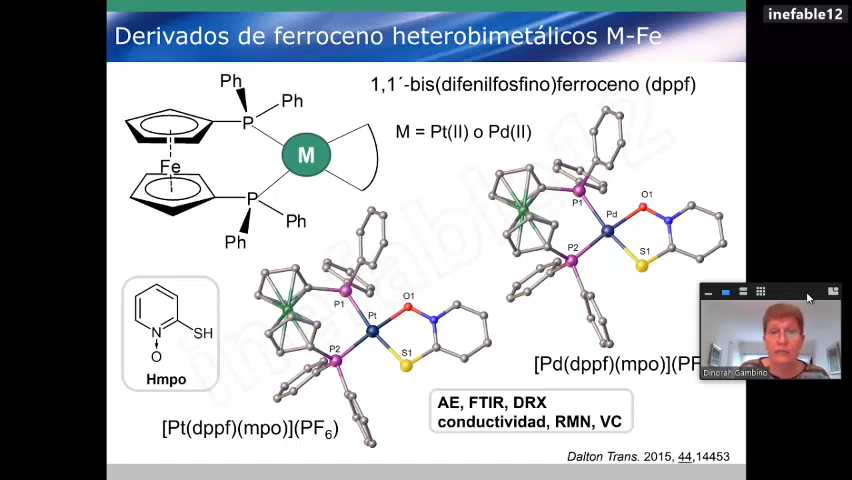 inefable12
Derivados de ferroceno heterobimetálicos M-Fe
1,1´-bis(difenilfosfino)ferroceno (dppf)
M = Pt(II) o Pd(II)
Ph
Ph
P
M
Fe
P
Ph
Ph
P1
O1
Pd
P2
S1
P1
O1
Pt
P2
S1
N
SH
O
Hmpo
[Pd(dppf)(mpo)](PF
Dinorah Gambino
[Pt(dppf)(mpo)](PF6)
AE, FTIR, DRX
conductividad, RMN, VC
Dalton Trans. 2015, 44,14453
inefable12